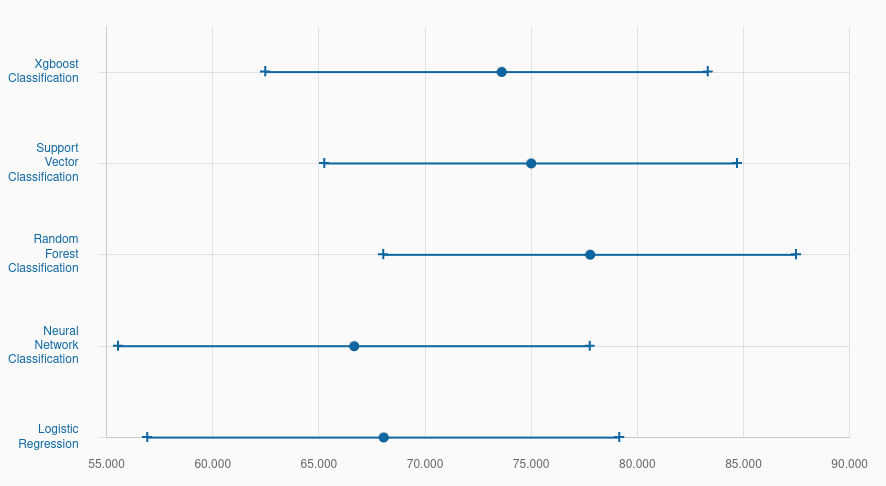 Xgboost
Classification
Support
Vector
Classification
Random
Forest
Classification
Neural
Network
Classification
Logistic
Regression
55.000 60.000 65.000 70.000 75.000 80.000 85.000 90.000